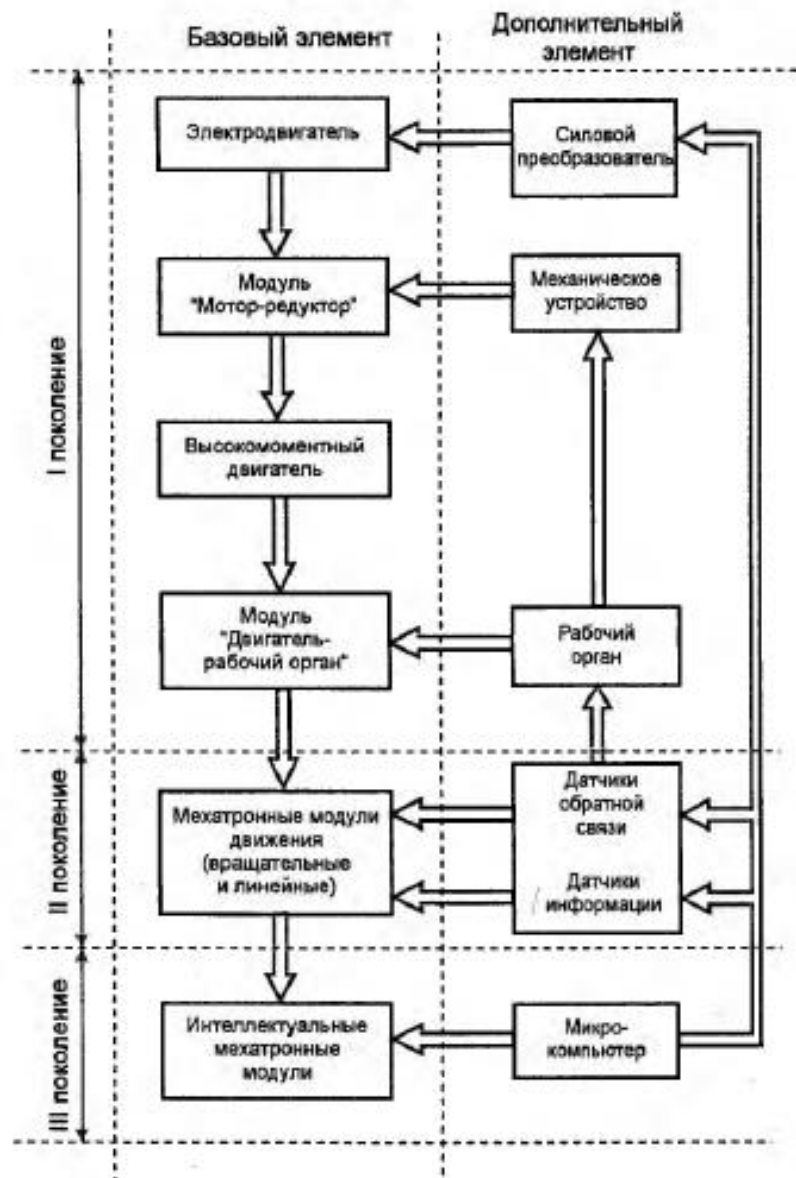 Базовый элемент
Дополнительный
элемент
I поколение
Электродвигатель
Силовой
преобразователь
Модуль
"Мотор-редуктор"
Механическое
устройство
Высокомоментный
двигатель
Модуль
"Двигатель-
рабочий орган"
Рабочий
орган
II поколение
Мехатронные модули
движения
(вращательные
и линейные)
Датчики
обратной
связи
Датчики
информации
III поколение
Интеллектуальные
мехатронные
модули
Микро-
компьютер